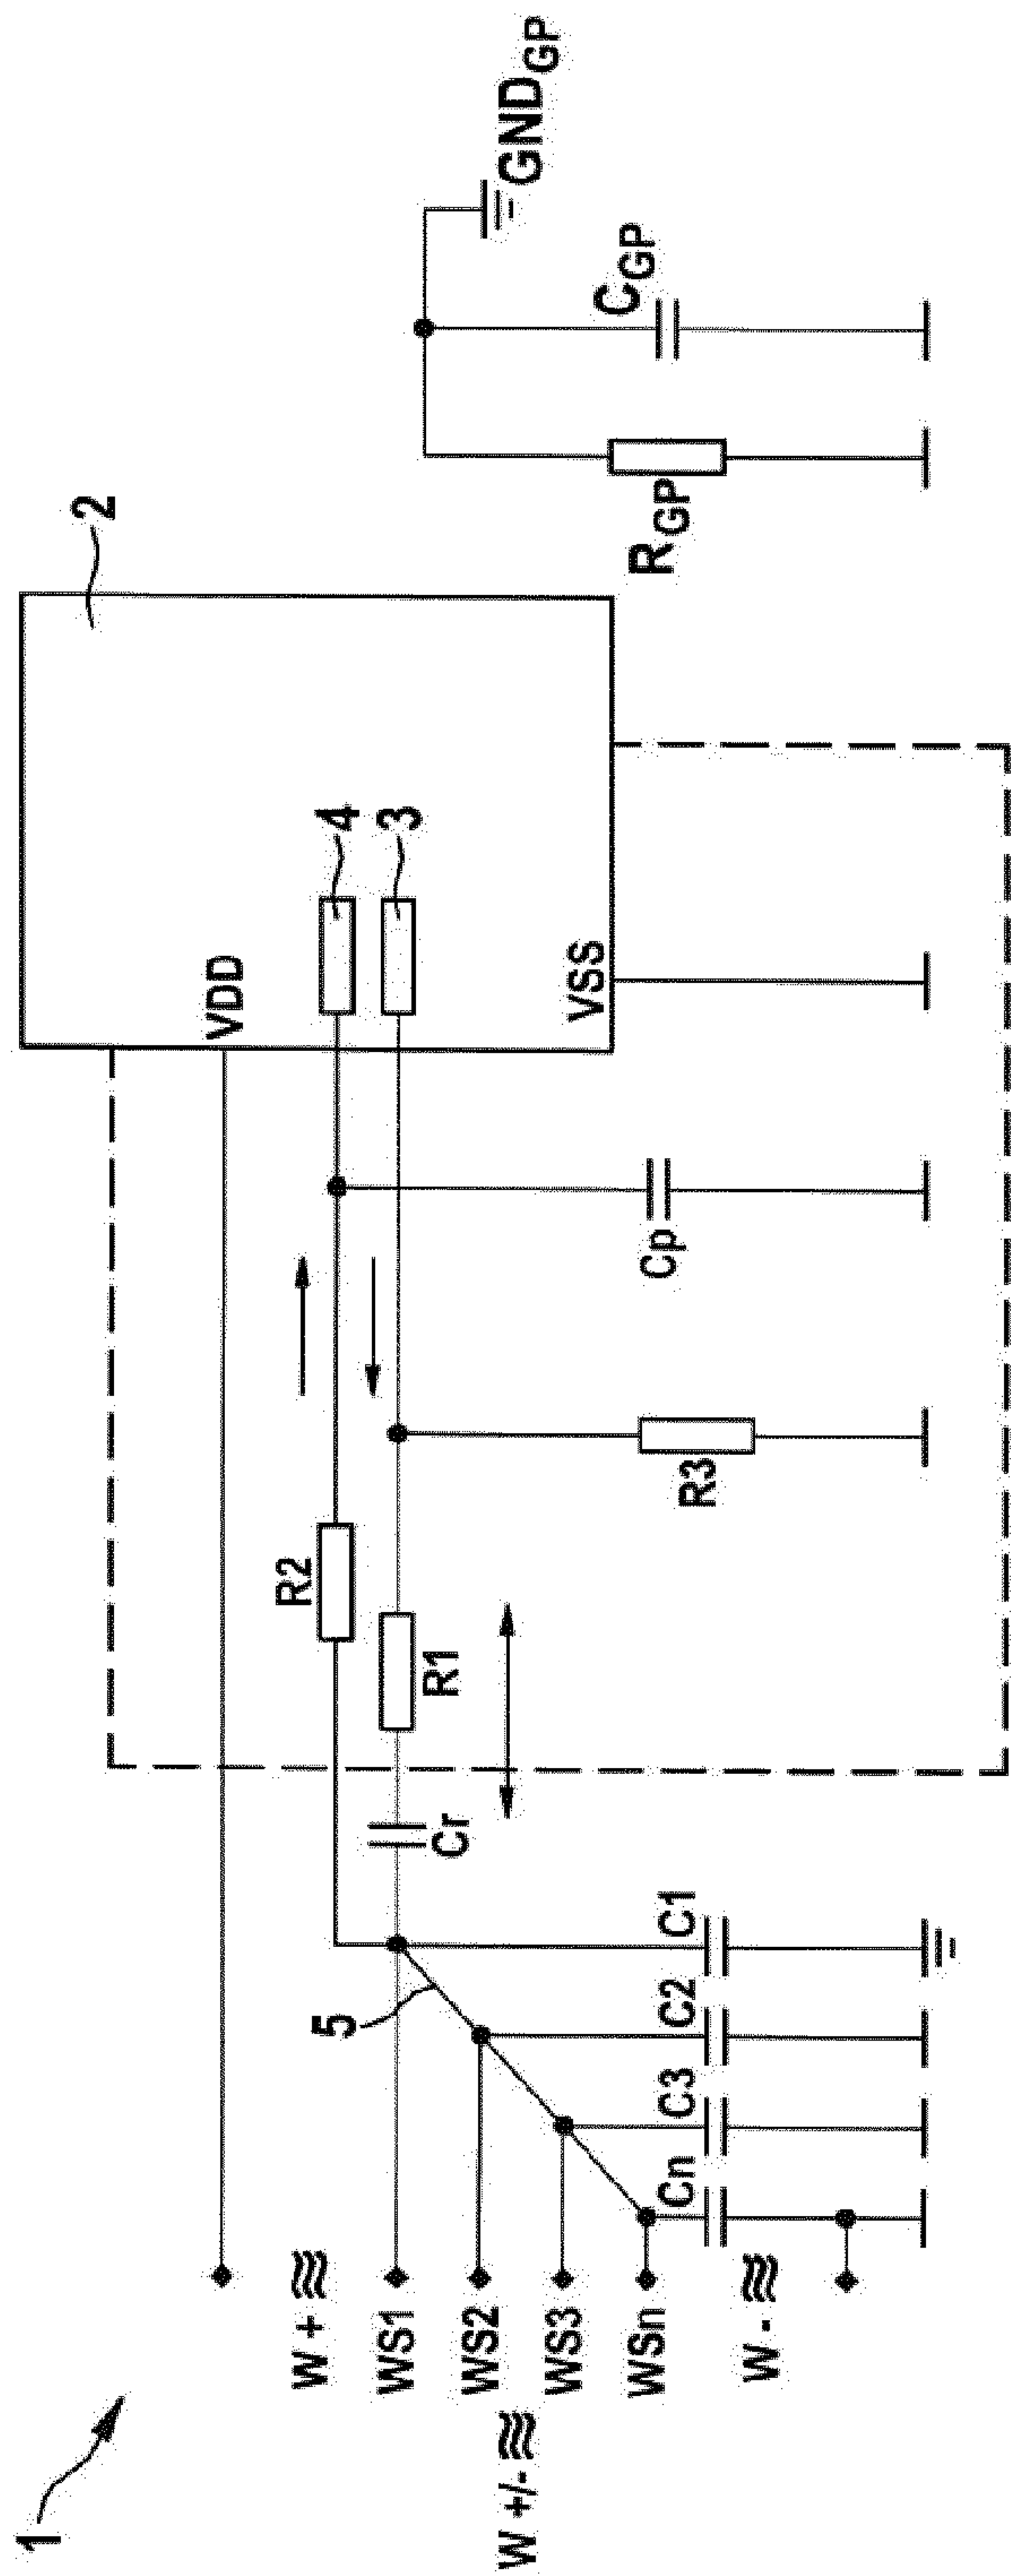 1
2
VDD
4
3
VSS
R2
R1
Cr
R3
Cp
5
C1
C2
C3
Cn
W + ≋
WS1
WS2
WS3
WSn
W - ≋
W +/- ≋
R_GP
C_GP
GND_GP